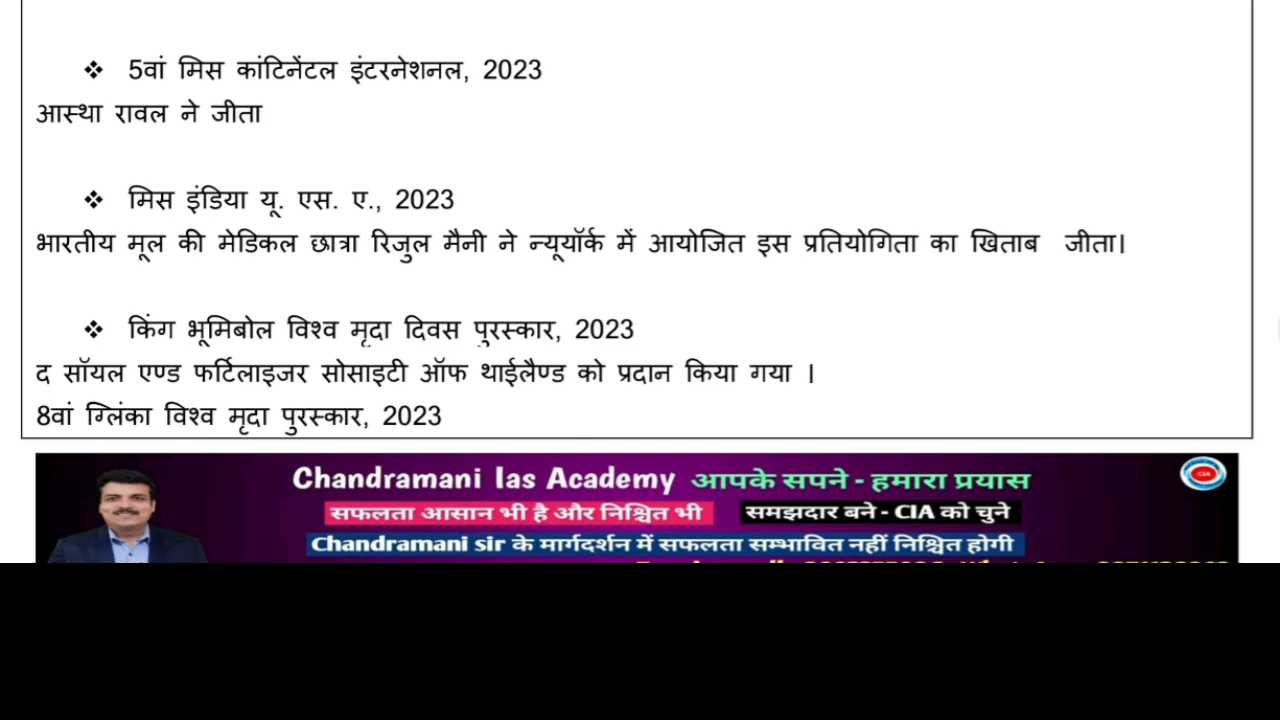 ❖ 5वां मिस कांटिनेंटल इंटरनेशनल, 2023
आस्था रावल ने जीता
❖ मिस इंडिया यू. एस. ए., 2023
भारतीय मूल की मेडिकल छात्रा रिजुल मैनी ने न्यूयॉर्क में आयोजित इस प्रतियोगिता का खिताब जीता।
❖ किंग भूमिबोल विश्व मृदा दिवस पुरस्कार, 2023
द सॉयल एण्ड फर्टिलाइजर सोसाइटी ऑफ थाईलैण्ड को प्रदान किया गया ।
8वां ग्लिंका विश्व मृदा पुरस्कार, 2023
Chandramani Ias Academy आपके सपने - हमारा प्रयास
CIA
सफलता आसान भी है और निश्चित भी समझदार बने - CIA को चुने
Chandramani sir के मार्गदर्शन में सफलता सम्भावित नहीं निश्चित होगी